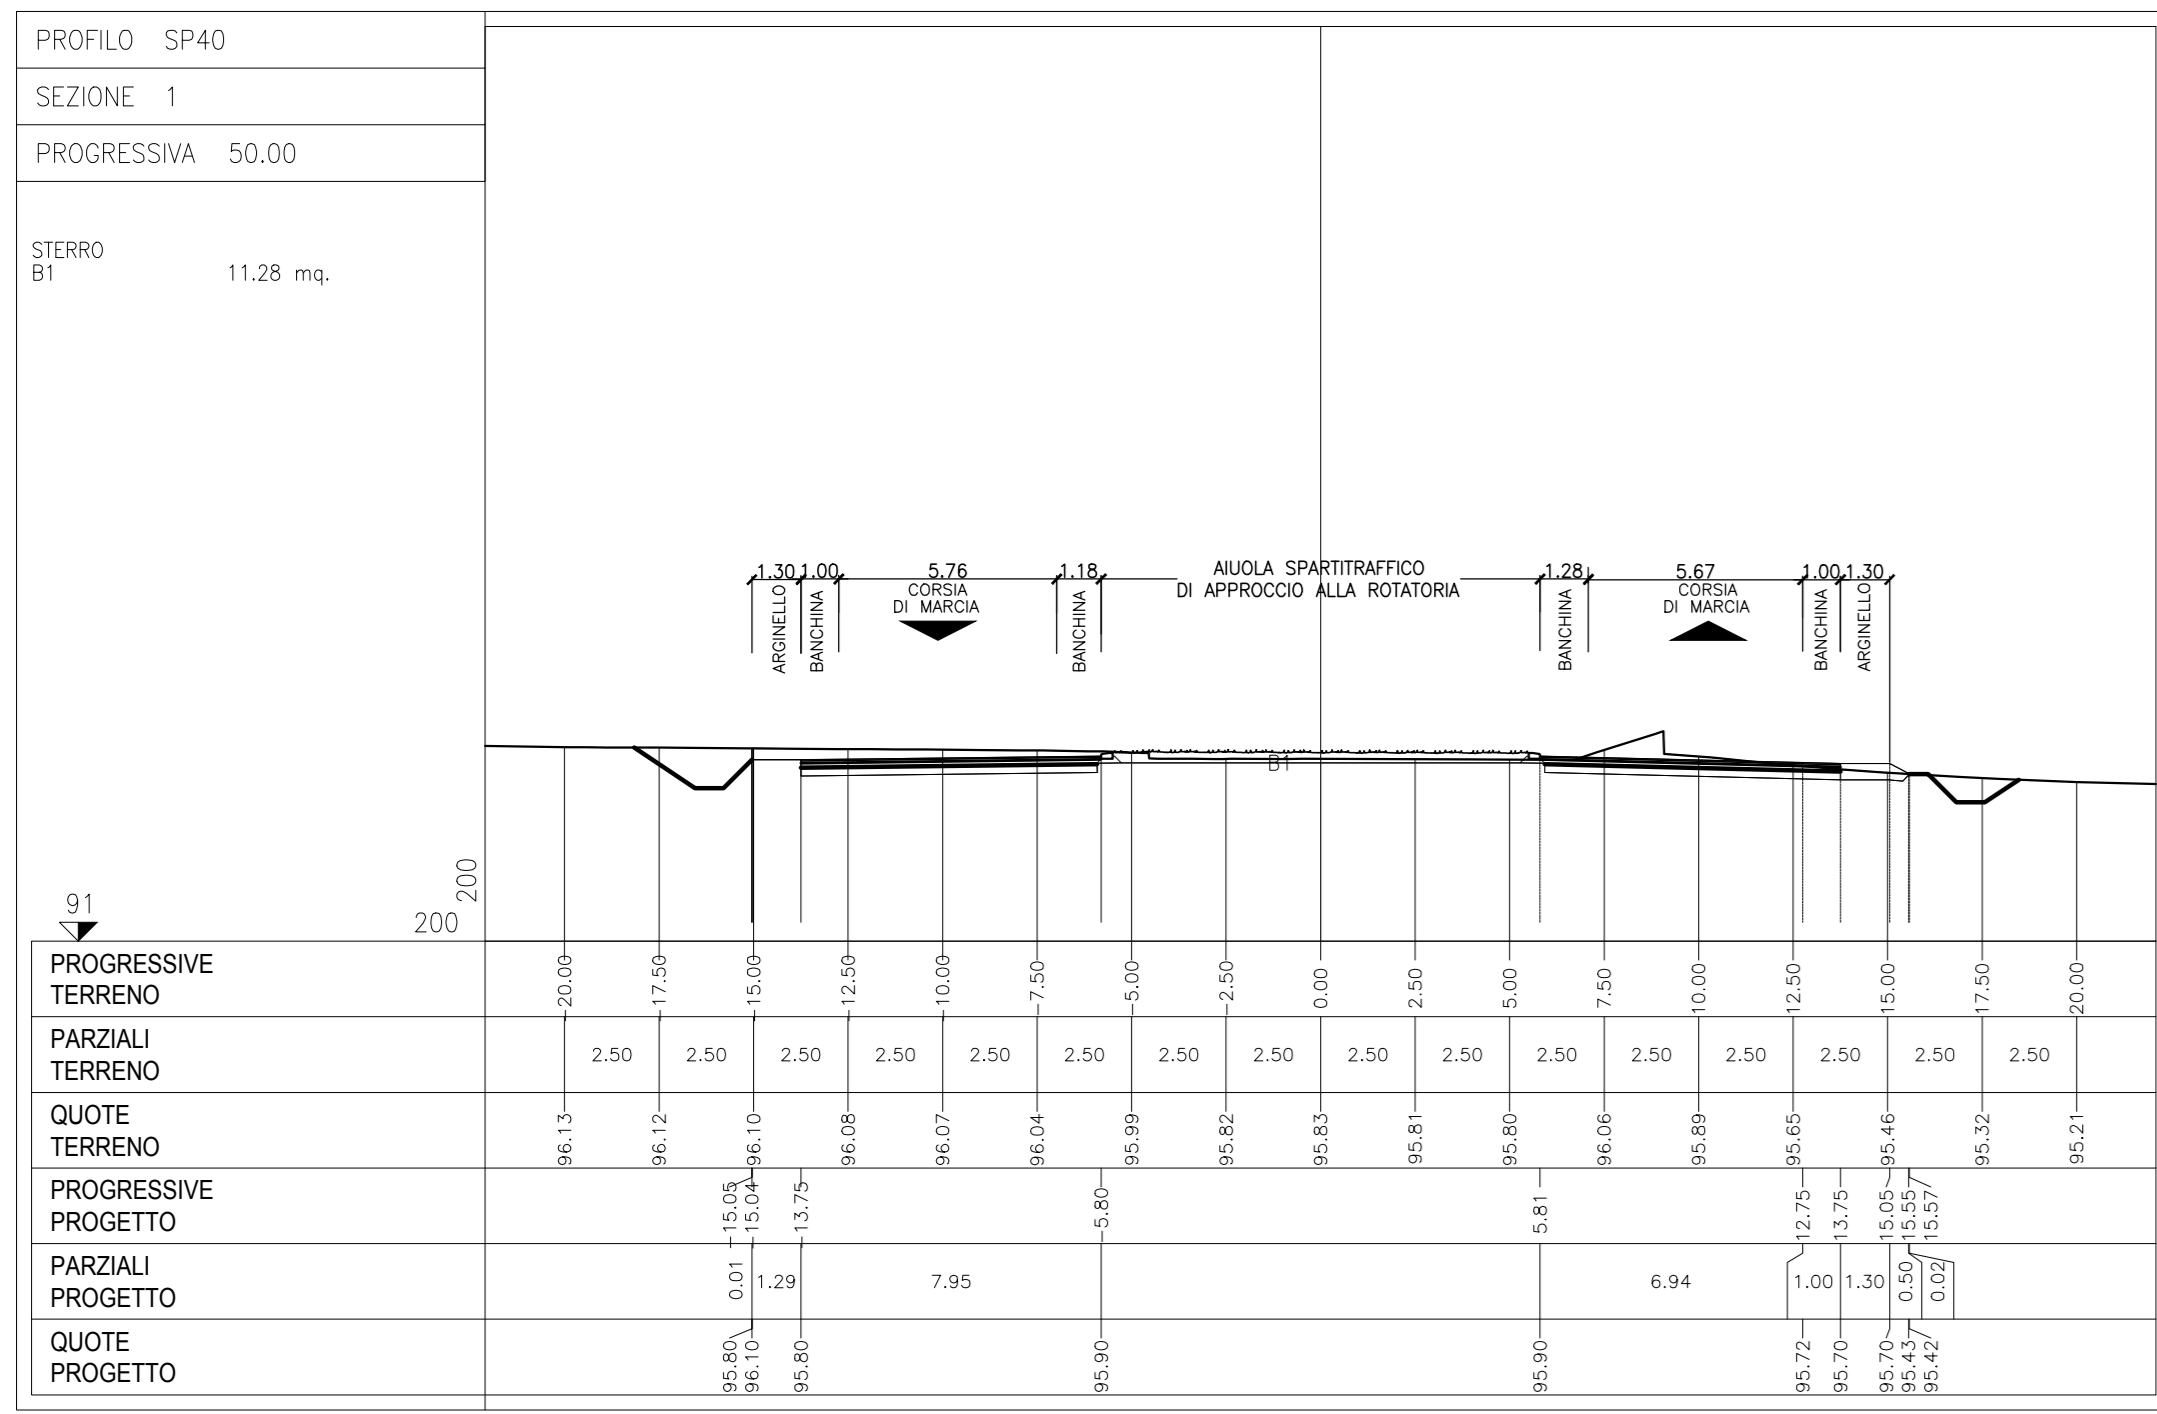 PROFILO SP40
SEZIONE 1
PROGRESSIVA 50.00
STERRO
B1 11.28 mq.
1.30 1.00 5.76 1.18 1.28 5.67 1.00 1.30
AIUOLA SPARTITRAFFICO
DI APPROCCIO ALLA ROTATORIA
CORSIA
DI MARCIA
CORSIA
DI MARCIA
ARGINELLO
BANCHINA
BANCHINA
BANCHINA
BANCHINA
ARGINELLO
B1
200
91
200
PROGRESSIVE
TERRENO
-20.00 -17.50 -15.00 -12.50 -10.00 -7.50 -5.00 -2.50 0.00 2.50 5.00 7.50 10.00 12.50 15.00 17.50 20.00
PARZIALI
TERRENO
2.50 2.50 2.50 2.50 2.50 2.50 2.50 2.50 2.50 2.50 2.50 2.50 2.50 2.50 2.50 2.50
QUOTE
TERRENO
96.13 96.12 96.10 96.08 96.07 96.04 95.99 95.82 95.83 95.81 95.80 96.06 95.89 95.65 95.46 95.32 95.21
PROGRESSIVE
PROGETTO
-15.05 -15.04 -13.75 -5.80 5.81 12.75 13.75 15.05 15.55 15.57
PARZIALI
PROGETTO
0.01 1.29 7.95 6.94 1.00 1.30 0.50 0.02
QUOTE
PROGETTO
95.80 96.10 95.80 95.90 95.90 95.72 95.70 95.70 95.43 95.42